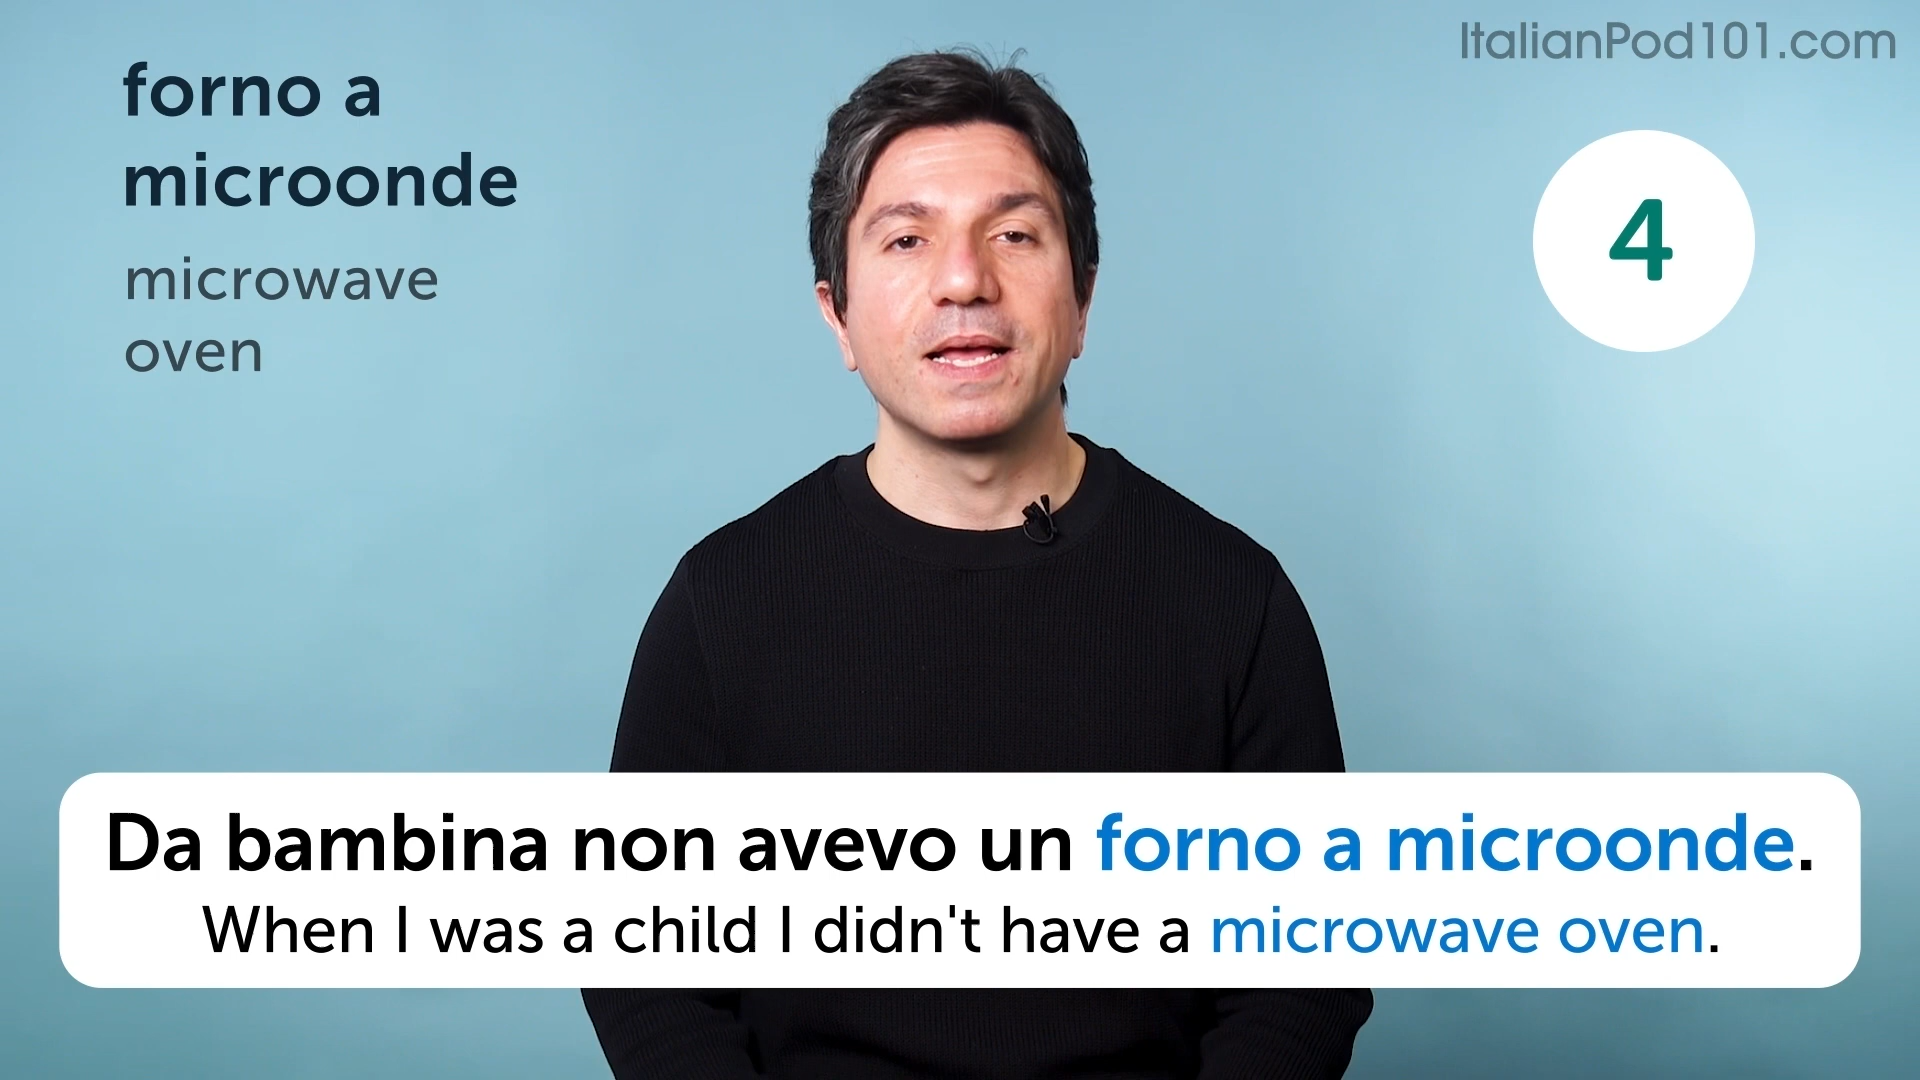 ItalianPod101.com
forno a
microonde
microwave
oven
4
Da bambina non avevo un forno a microonde.
When I was a child I didn't have a microwave oven.